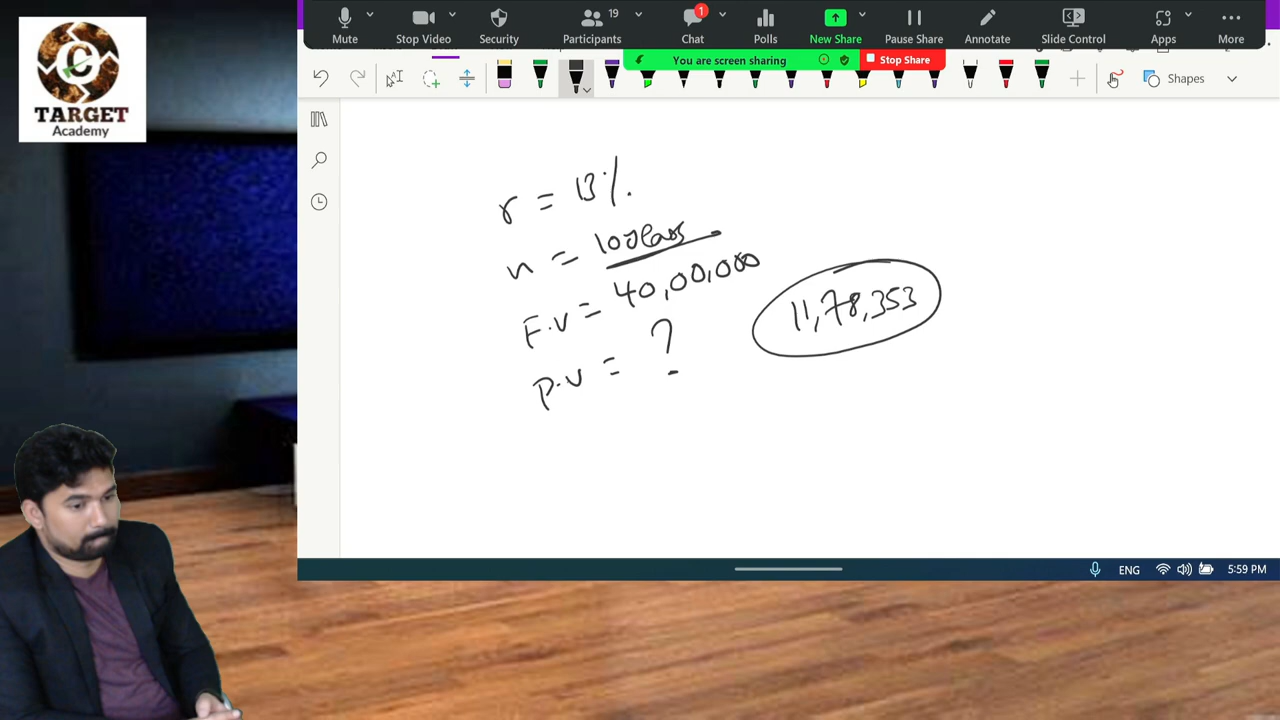 Mute
Stop Video
Security
19
Participants
1
Chat
Polls
New Share
Pause Share
Annotate
Slide Control
Apps
More
You are screen sharing
Stop Share
Shapes
TARGET
Academy
r = 13%.
n = 10 years
F.V = 40,00,000
P.V = ?
11,78,353
ENG
5:59 PM